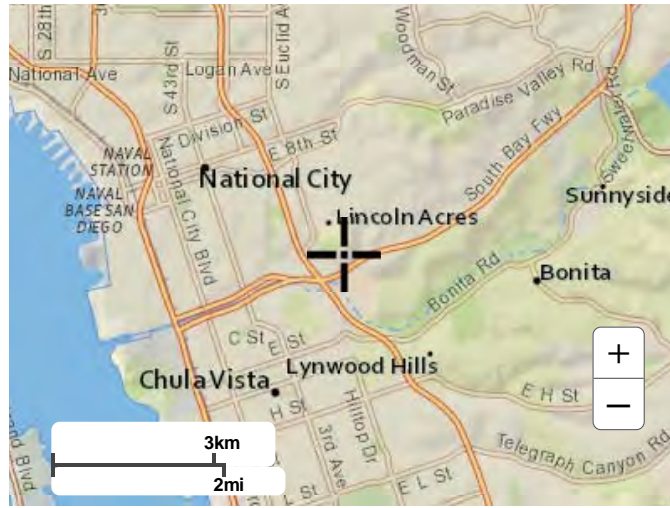 S 28th
National Ave
S 43rd St
Logan Ave
S Euclid A
Woodman St
Paradise Valley Rd
Sweetwater Rd
Division St
E 8th St
South Bay Fwy
NAVAL
STATION
National City
NAVAL
BASE SAN
DIEGO
National City Blvd
Lincoln Acres
Sunnyside
Bonita Rd
Bonita
C St
E St
Lynwood Hills
Chula Vista
H St
Hilltop Dr
3rd Ave
E H St
Telegraph Canyon Rd
L St
E L St
Blvd
3km
2mi
+
−